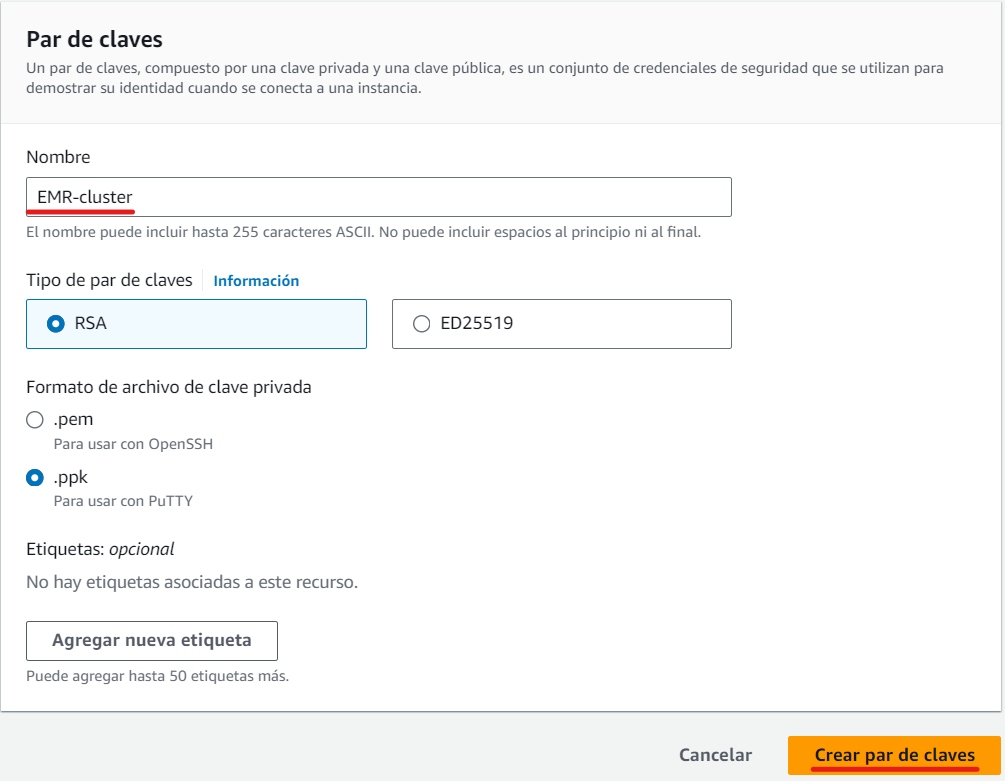 Par de claves
Un par de claves, compuesto por una clave privada y una clave pública, es un conjunto de credenciales de seguridad que se utilizan para
demostrar su identidad cuando se conecta a una instancia.
Nombre
EMR-cluster
El nombre puede incluir hasta 255 caracteres ASCII. No puede incluir espacios al principio ni al final.
Tipo de par de claves Información
RSA ED25519
Formato de archivo de clave privada
.pem
Para usar con OpenSSH
.ppk
Para usar con PuTTY
Etiquetas: opcional
No hay etiquetas asociadas a este recurso.
Agregar nueva etiqueta
Puede agregar hasta 50 etiquetas más.
Cancelar Crear par de claves